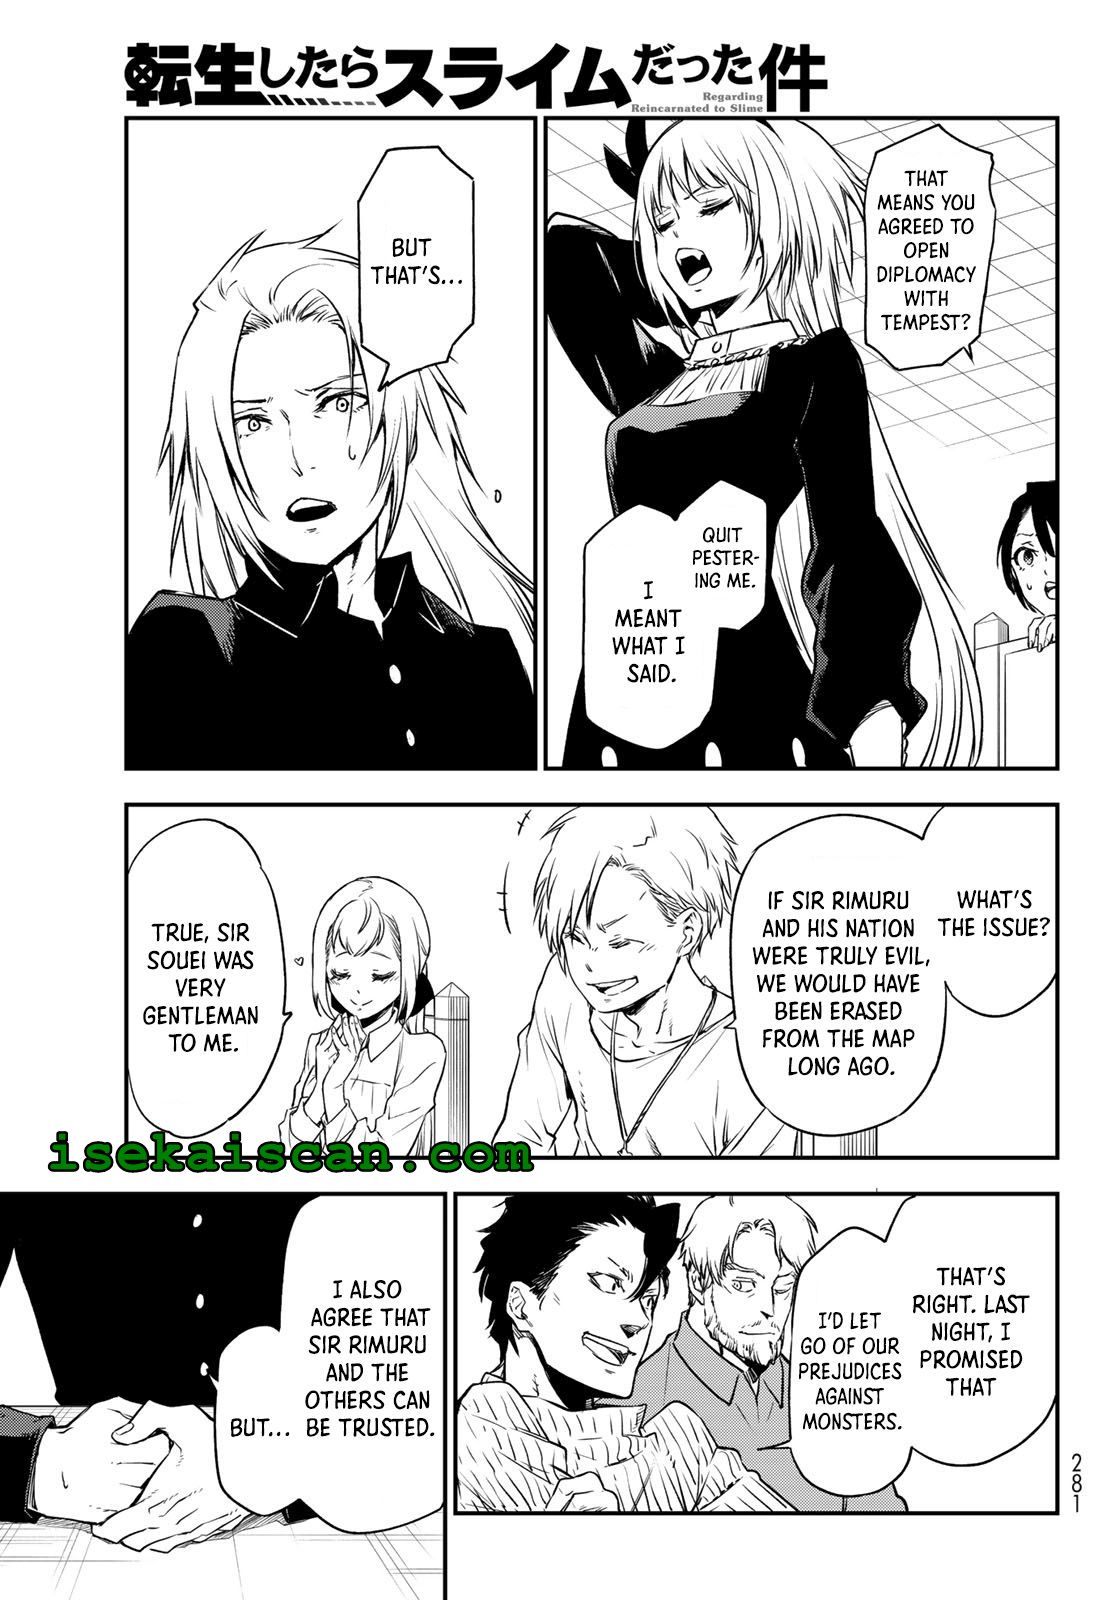 転生したらスライムだった件
Regarding
Reincarnated to Slime
THAT
MEANS YOU
AGREED TO
OPEN
DIPLOMACY
WITH
TEMPEST?
QUIT
PESTER-
ING ME.
I
MEANT
WHAT I
SAID.
BUT
THAT'S...
WHAT'S
THE ISSUE?
IF SIR RIMURU
AND HIS NATION
WERE TRULY EVIL,
WE WOULD HAVE
BEEN ERASED
FROM THE MAP
LONG AGO.
TRUE, SIR
SOUEI WAS
VERY
GENTLEMAN
TO ME.
isekaiscan.com
THAT'S
RIGHT. LAST
NIGHT, I
PROMISED
THAT
I'D LET
GO OF OUR
PREJUDICES
AGAINST
MONSTERS.
I ALSO
AGREE THAT
SIR RIMURU
AND THE
OTHERS CAN
BE TRUSTED.
BUT...
281